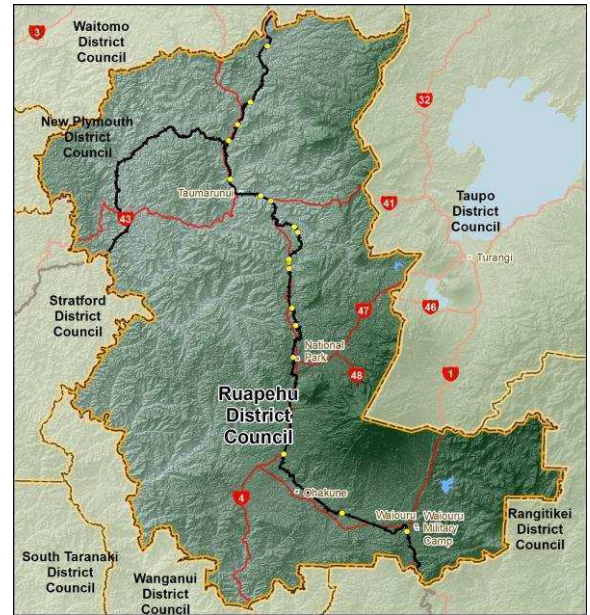 3
Waitomo
District
Council
32
New Plymouth
District
Council
Taumarunui
41
Taupo
District
Council
43
Turangi
Stratford
District
Council
47
46
National
Park
48
1
Ruapehu
District
Council
4
Ohakune
Waiouru
Waiouru
Military
Camp
Rangitikei
District
Council
South Taranaki
District
Council
Wanganui
District
Council